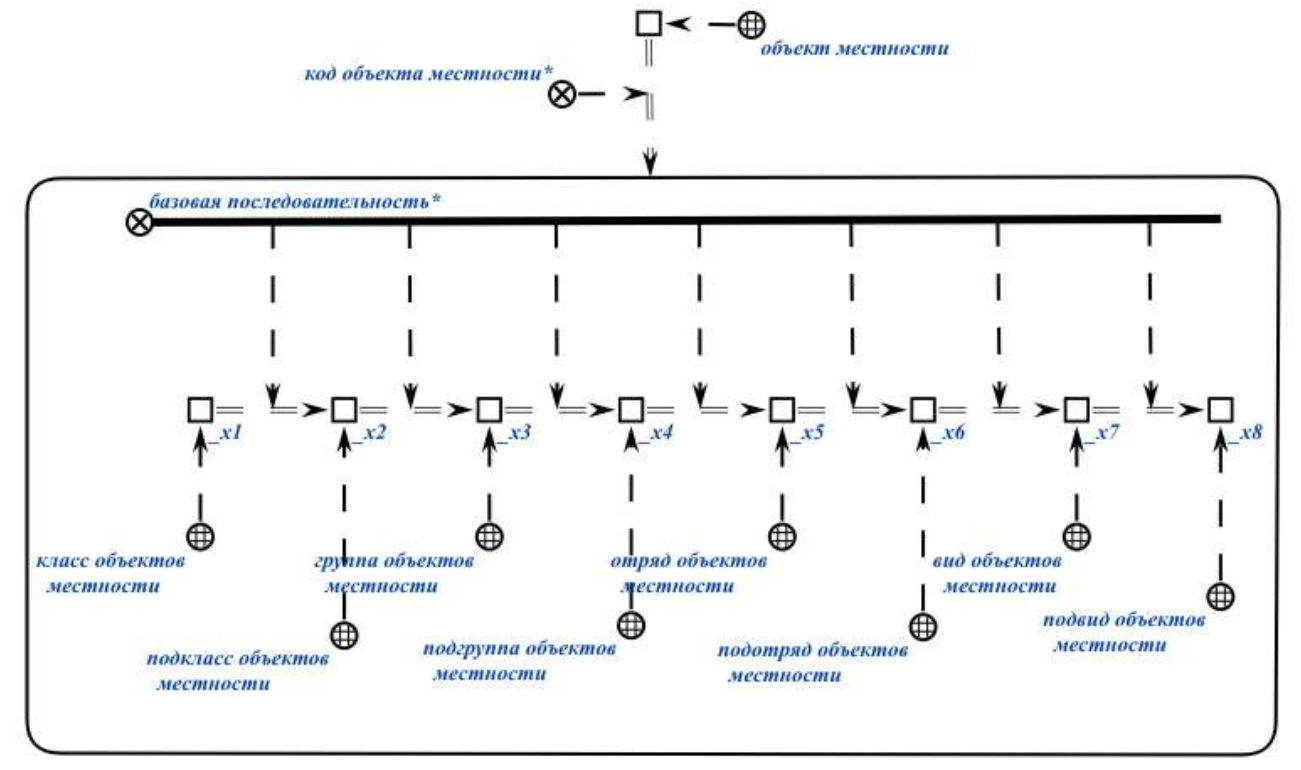 объект местности
код объекта местности*
базовая последовательность*
_x1
_x2
_x3
_x4
_x5
_x6
_x7
_x8
класс объектов
местности
группа объектов
местности
отряд объектов
местности
вид объектов
местности
подкласс объектов
местности
подгруппа объектов
местности
подотряд объектов
местности
подвид объектов
местности